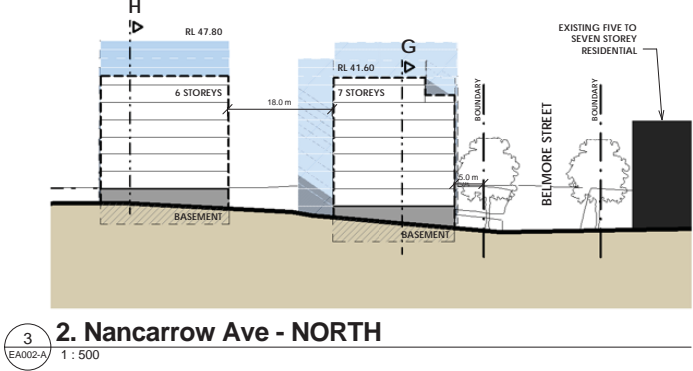 H
RL 47.80
G
EXISTING FIVE TO
SEVEN STOREY
RESIDENTIAL
RL 41.60
6 STOREYS
7 STOREYS
18.0 m
BOUNDARY
BELMORE STREET
BOUNDARY
5.0 m
BASEMENT
BASEMENT
3
EA002-A
2. Nancarrow Ave - NORTH
1 : 500